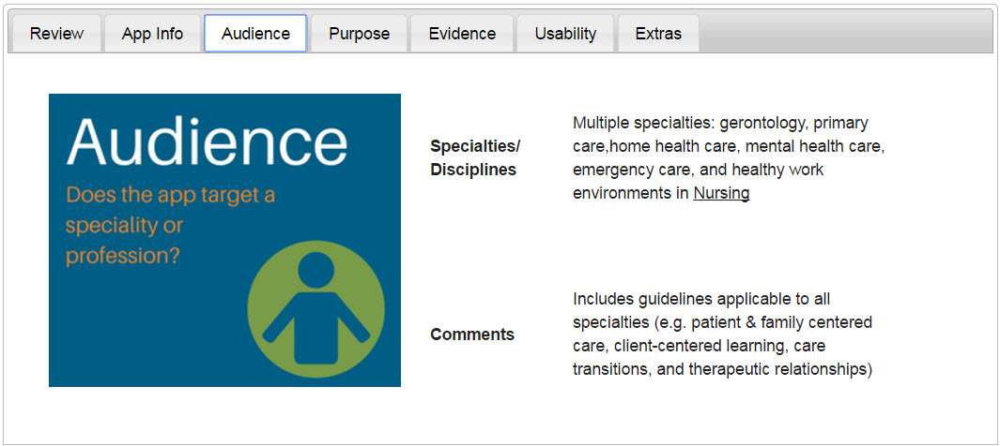 Review App Info Audience Purpose Evidence Usability Extras
Audience
Does the app target a
speciality or
profession?
Specialties/
Disciplines
Multiple specialties: gerontology, primary
care,home health care, mental health care,
emergency care, and healthy work
environments in Nursing
Comments
Includes guidelines applicable to all
specialties (e.g. patient & family centered
care, client-centered learning, care
transitions, and therapeutic relationships)